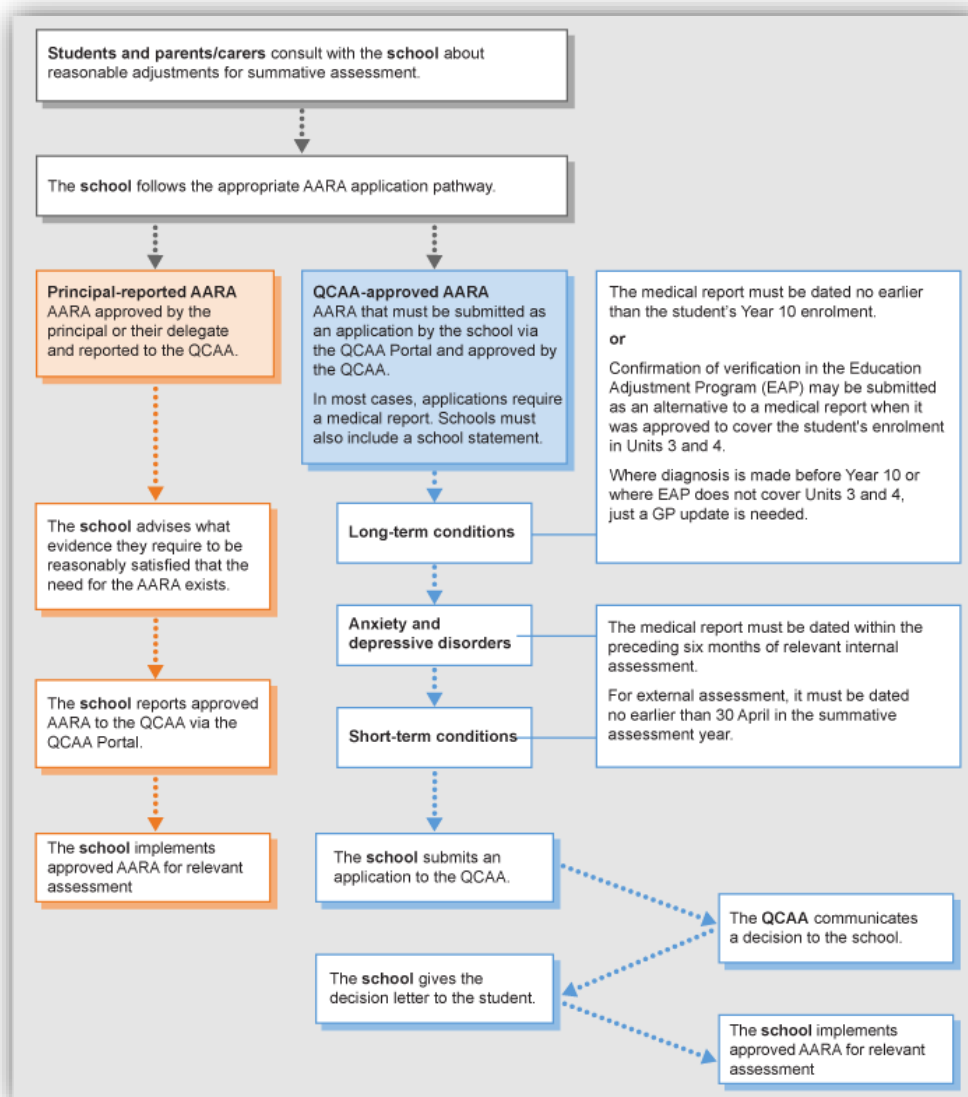 Students and parents/carers consult with the school about
reasonable adjustments for summative assessment.
The school follows the appropriate AARA application pathway.
Principal-reported AARA
AARA approved by the
principal or their delegate
and reported to the QCAA.
The school advises what
evidence they require to be
reasonably satisfied that the
need for the AARA exists.
The school reports approved
AARA to the QCAA via the
QCAA Portal.
The school implements
approved AARA for relevant
assessment
QCAA-approved AARA
AARA that must be submitted as
an application by the school via
the QCAA Portal and approved by
the QCAA.
In most cases, applications require
a medical report. Schools must
also include a school statement.
Long-term conditions
The medical report must be dated no earlier
than the student's Year 10 enrolment.
or
Confirmation of verification in the Education
Adjustment Program (EAP) may be submitted
as an alternative to a medical report when it
was approved to cover the student's enrolment
in Units 3 and 4.
Where diagnosis is made before Year 10 or
where EAP does not cover Units 3 and 4,
just a GP update is needed.
Anxiety and
depressive disorders
Short-term conditions
The medical report must be dated within the
preceding six months of relevant internal
assessment.
For external assessment, it must be dated
no earlier than 30 April in the summative
assessment year.
The school submits an
application to the QCAA.
The QCAA communicates
a decision to the school.
The school gives the
decision letter to the student.
The school implements
approved AARA for relevant
assessment